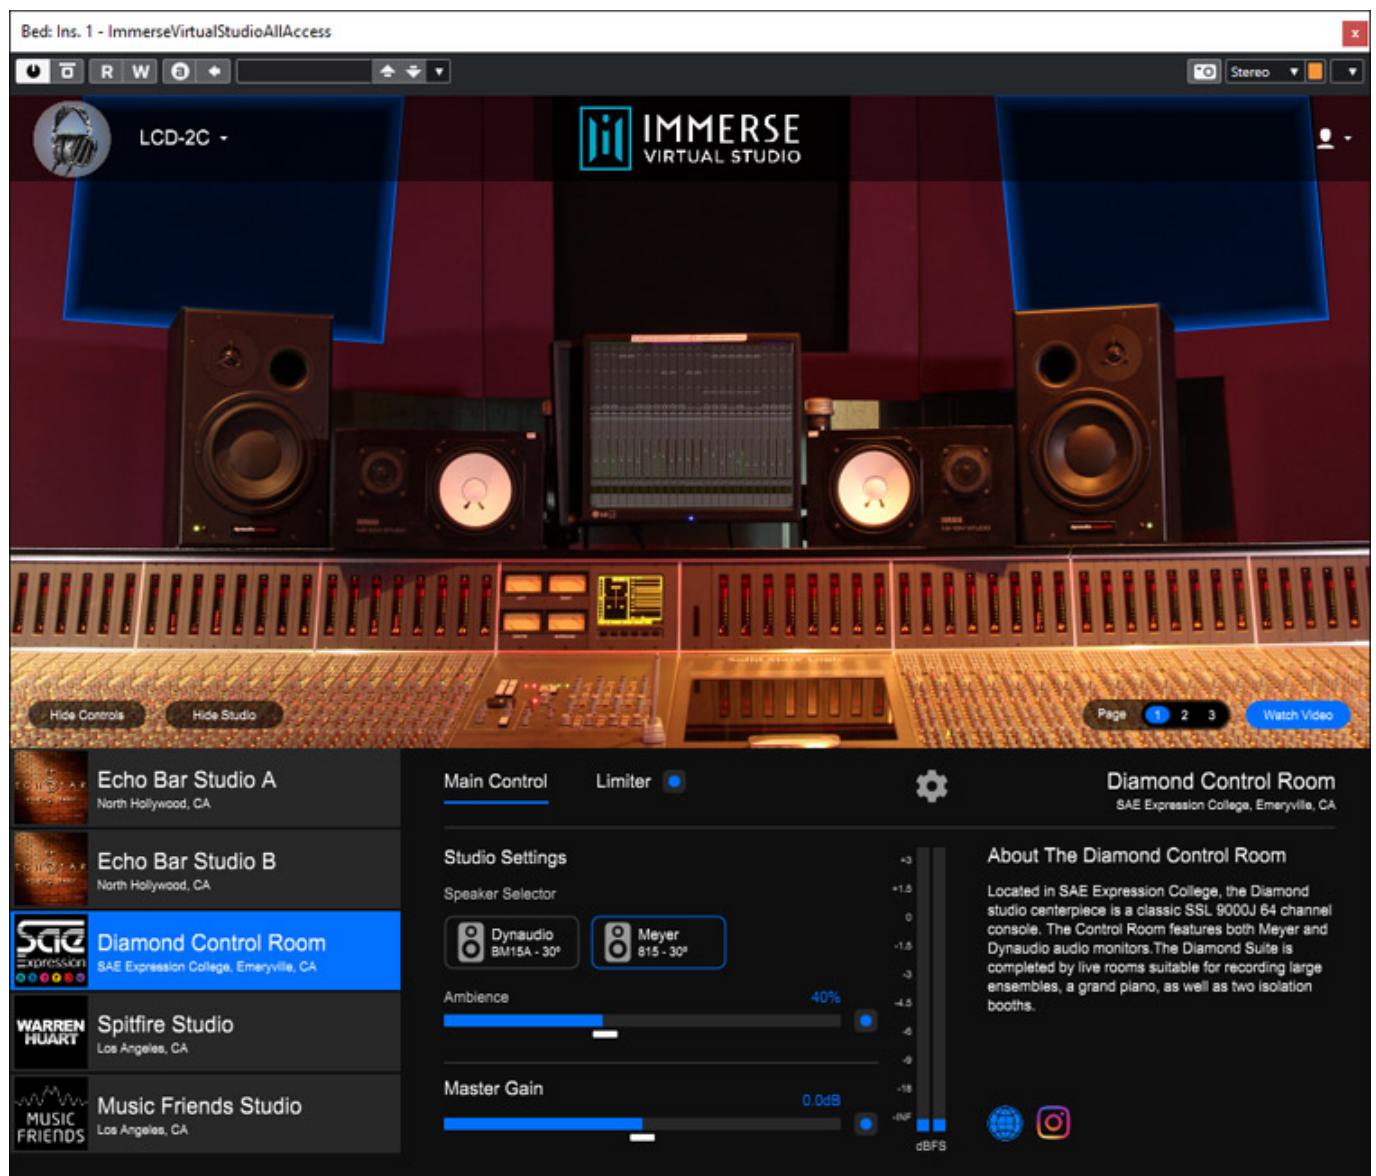 Bed: Ins. 1 - ImmerseVirtualStudioAllAccess
x
R W a Stereo
LCD-2C
IMMERSE
VIRTUAL STUDIO
Hide Controls
Hide Studio
Page 1 2 3
Watch Video
Echo Bar Studio A
North Hollywood, CA
Echo Bar Studio B
North Hollywood, CA
sae
Expression
Diamond Control Room
SAE Expression College, Emeryville, CA
WARREN
HUART
Spitfire Studio
Los Angeles, CA
MUSIC
FRIENDS
Music Friends Studio
Los Angeles, CA
Main Control
Limiter
Studio Settings
Speaker Selector
Dynaudio
BM15A - 30º
Meyer
815 - 30º
Ambience
40%
Master Gain
0.0dB
+3
+1.5
0
-1.5
-3
-4.5
-6
-9
-18
-INF
dBFS
Diamond Control Room
SAE Expression College, Emeryville, CA
About The Diamond Control Room
Located in SAE Expression College, the Diamond
studio centerpiece is a classic SSL 9000J 64 channel
console. The Control Room features both Meyer and
Dynaudio audio monitors.The Diamond Suite is
completed by live rooms suitable for recording large
ensembles, a grand piano, as well as two isolation
booths.